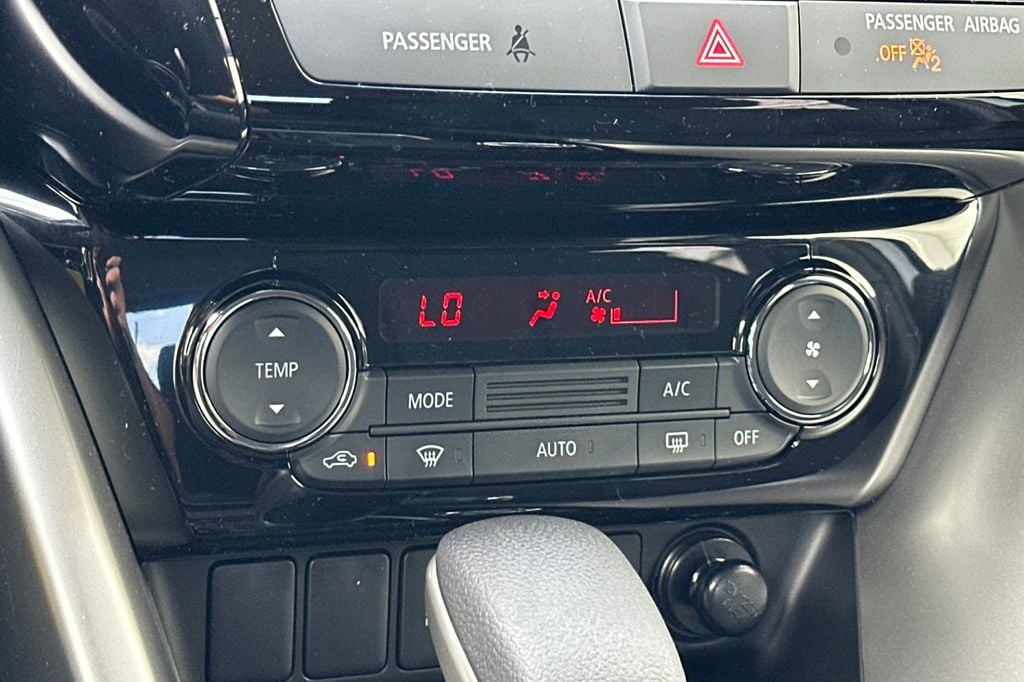 PASSENGER
PASSENGER AIRBAG
OFF 2
LO
A/C
TEMP
MODE
A/C
AUTO
OFF